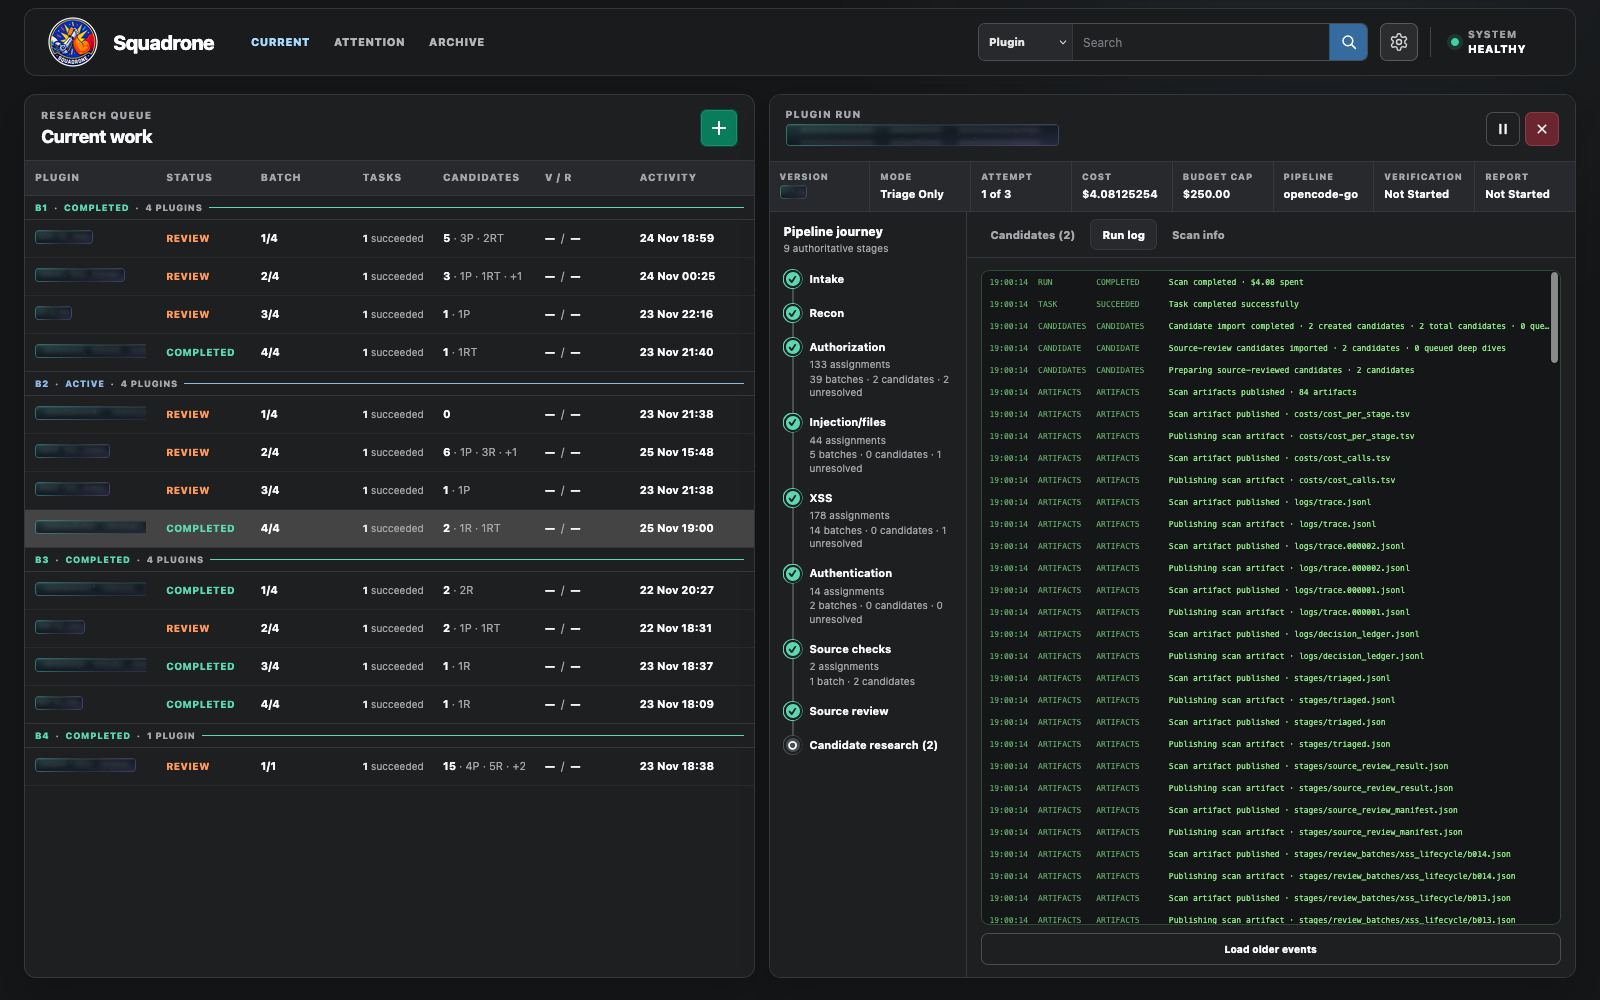 SQUADRONE
Squadrone
CURRENT
ATTENTION
ARCHIVE
Plugin
Search
SYSTEM
HEALTHY
RESEARCH QUEUE
Current work
+
PLUGIN STATUS BATCH TASKS CANDIDATES V / R ACTIVITY
B1 · COMPLETED · 4 PLUGINS
REVIEW 1/4 1 succeeded 5 · 3P · 2RT — / — 24 Nov 18:59
REVIEW 2/4 1 succeeded 3 · 1P · 1RT · +1 — / — 24 Nov 00:25
REVIEW 3/4 1 succeeded 1 · 1P — / — 23 Nov 22:16
COMPLETED 4/4 1 succeeded 1 · 1RT — / — 23 Nov 21:40
B2 · ACTIVE · 4 PLUGINS
REVIEW 1/4 1 succeeded 0 — / — 23 Nov 21:38
REVIEW 2/4 1 succeeded 6 · 1P · 3R · +1 — / — 25 Nov 15:48
REVIEW 3/4 1 succeeded 1 · 1P — / — 23 Nov 21:38
COMPLETED 4/4 1 succeeded 2 · 1R · 1RT — / — 25 Nov 19:00
B3 · COMPLETED · 4 PLUGINS
COMPLETED 1/4 1 succeeded 2 · 2R — / — 22 Nov 20:27
REVIEW 2/4 1 succeeded 2 · 1P · 1RT — / — 22 Nov 18:31
COMPLETED 3/4 1 succeeded 1 · 1R — / — 23 Nov 18:37
COMPLETED 4/4 1 succeeded 1 · 1R — / — 23 Nov 18:09
B4 · COMPLETED · 1 PLUGIN
REVIEW 1/1 1 succeeded 15 · 4P · 5R · +2 — / — 23 Nov 18:38
PLUGIN RUN
VERSION
MODE
Triage Only
ATTEMPT
1 of 3
COST
$4.08125254
BUDGET CAP
$250.00
PIPELINE
opencode-go
VERIFICATION
Not Started
REPORT
Not Started
Pipeline journey
9 authoritative stages
Intake
Recon
Authorization
133 assignments
39 batches · 2 candidates · 2
unresolved
Injection/files
44 assignments
5 batches · 0 candidates · 1
unresolved
XSS
178 assignments
14 batches · 0 candidates · 1
unresolved
Authentication
14 assignments
2 batches · 0 candidates · 0
unresolved
Source checks
2 assignments
1 batch · 2 candidates
Source review
Candidate research (2)
Candidates (2)
Run log
Scan info
19:00:14 RUN COMPLETED Scan completed · $4.08 spent
19:00:14 TASK SUCCEEDED Task completed successfully
19:00:14 CANDIDATES CANDIDATES Candidate import completed · 2 created candidates · 2 total candidates · 0 que…
19:00:14 CANDIDATE CANDIDATE Source-review candidates imported · 2 candidates · 0 queued deep dives
19:00:14 CANDIDATES CANDIDATES Preparing source-reviewed candidates · 2 candidates
19:00:14 ARTIFACTS ARTIFACTS Scan artifacts published · 84 artifacts
19:00:14 ARTIFACTS ARTIFACTS Scan artifact published · costs/cost_per_stage.tsv
19:00:14 ARTIFACTS ARTIFACTS Publishing scan artifact · costs/cost_per_stage.tsv
19:00:14 ARTIFACTS ARTIFACTS Scan artifact published · costs/cost_calls.tsv
19:00:14 ARTIFACTS ARTIFACTS Publishing scan artifact · costs/cost_calls.tsv
19:00:14 ARTIFACTS ARTIFACTS Scan artifact published · logs/trace.jsonl
19:00:14 ARTIFACTS ARTIFACTS Publishing scan artifact · logs/trace.jsonl
19:00:14 ARTIFACTS ARTIFACTS Scan artifact published · logs/trace.000002.jsonl
19:00:14 ARTIFACTS ARTIFACTS Publishing scan artifact · logs/trace.000002.jsonl
19:00:14 ARTIFACTS ARTIFACTS Scan artifact published · logs/trace.000001.jsonl
19:00:14 ARTIFACTS ARTIFACTS Publishing scan artifact · logs/trace.000001.jsonl
19:00:14 ARTIFACTS ARTIFACTS Scan artifact published · logs/decision_ledger.jsonl
19:00:14 ARTIFACTS ARTIFACTS Publishing scan artifact · logs/decision_ledger.jsonl
19:00:14 ARTIFACTS ARTIFACTS Scan artifact published · stages/triaged.jsonl
19:00:14 ARTIFACTS ARTIFACTS Publishing scan artifact · stages/triaged.jsonl
19:00:14 ARTIFACTS ARTIFACTS Scan artifact published · stages/triaged.json
19:00:14 ARTIFACTS ARTIFACTS Publishing scan artifact · stages/triaged.json
19:00:14 ARTIFACTS ARTIFACTS Scan artifact published · stages/source_review_result.json
19:00:14 ARTIFACTS ARTIFACTS Publishing scan artifact · stages/source_review_result.json
19:00:14 ARTIFACTS ARTIFACTS Scan artifact published · stages/source_review_manifest.json
19:00:14 ARTIFACTS ARTIFACTS Publishing scan artifact · stages/source_review_manifest.json
19:00:14 ARTIFACTS ARTIFACTS Scan artifact published · stages/review_batches/xss_lifecycle/b014.json
19:00:14 ARTIFACTS ARTIFACTS Publishing scan artifact · stages/review_batches/xss_lifecycle/b014.json
19:00:14 ARTIFACTS ARTIFACTS Scan artifact published · stages/review_batches/xss_lifecycle/b013.json
19:00:14 ARTIFACTS ARTIFACTS Publishing scan artifact · stages/review_batches/xss_lifecycle/b013.json
Load older events